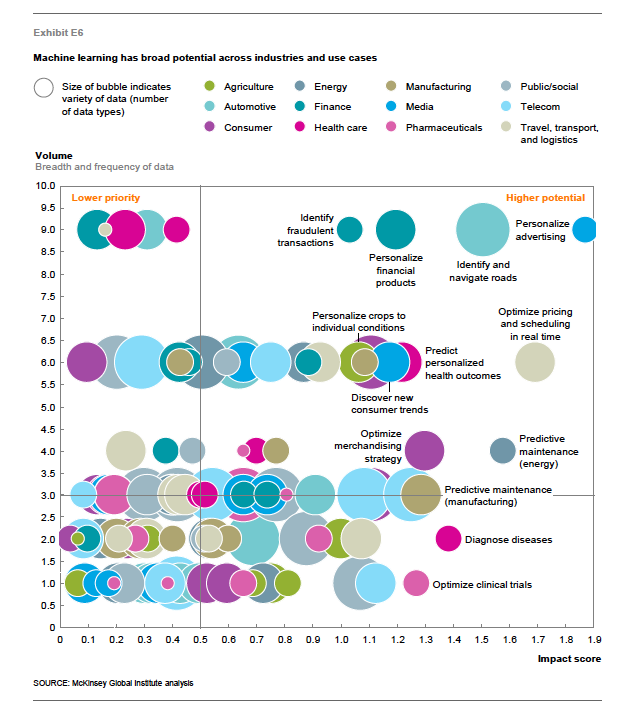 Exhibit E6
Machine learning has broad potential across industries and use cases
Size of bubble indicates
variety of data (number
of data types)
Agriculture
Energy
Manufacturing
Public/social
Automotive
Finance
Media
Telecom
Consumer
Health care
Pharmaceuticals
Travel, transport,
and logistics
Volume
Breadth and frequency of data
10.0
Lower priority
Higher potential
9.5
9.0
Identify
fraudulent
transactions
Personalize
advertising
8.5
Personalize
financial
products
Identify and
navigate roads
8.0
7.5
7.0
Personalize crops to
individual conditions
Optimize pricing
and scheduling
in real time
6.5
6.0
Predict
personalized
health outcomes
5.5
Discover new
consumer trends
5.0
4.5
Optimize
merchandising
strategy
Predictive
maintenance
(energy)
4.0
3.5
3.0
Predictive maintenance
(manufacturing)
2.5
2.0
Diagnose diseases
1.5
1.0
Optimize clinical trials
0.5
0
0 0.1 0.2 0.3 0.4 0.5 0.6 0.7 0.8 0.9 1.0 1.1 1.2 1.3 1.4 1.5 1.6 1.7 1.8 1.9
Impact score
SOURCE: McKinsey Global Institute analysis